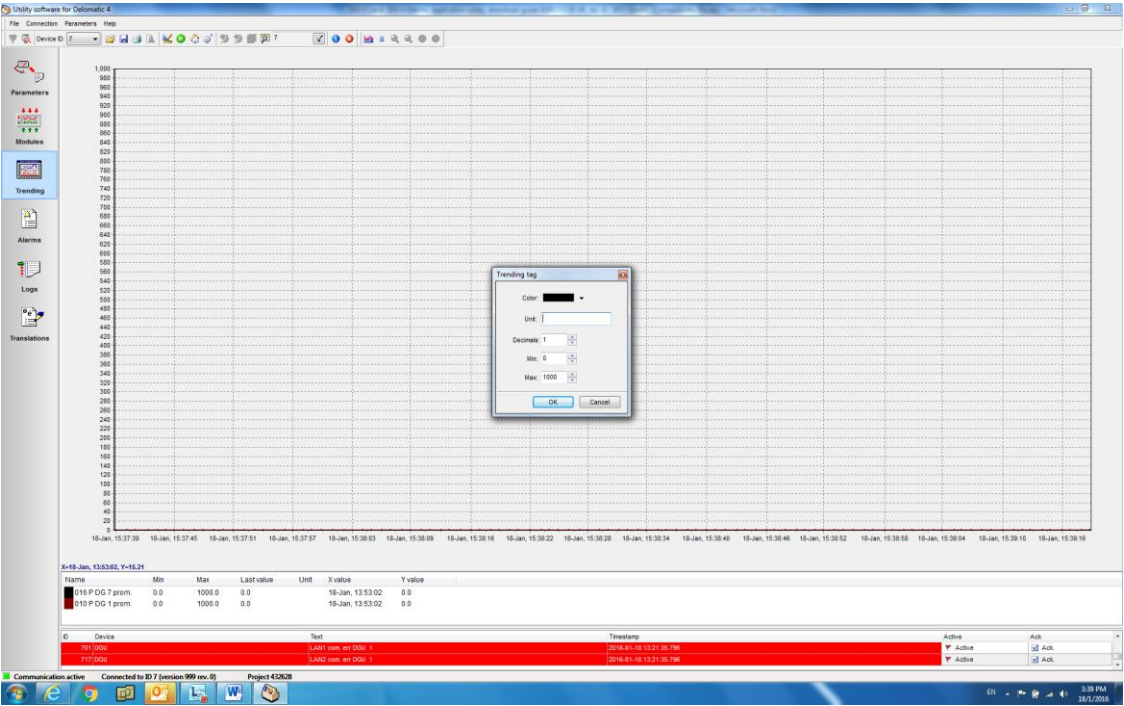 Utility software for Delomatic 4
File Connection Parameters Help
Device ID: 7 7
Parameters
Modules
Trending
Alarms
Logs
Translations
1,000
980
960
940
920
900
880
860
840
820
800
780
760
740
720
700
680
660
640
620
600
580
560
540
520
500
480
460
440
420
400
380
360
340
320
300
280
260
240
220
200
180
160
140
120
100
80
60
40
20
0
18-Jan, 15:37:39 18-Jan, 15:37:45 18-Jan, 15:37:51 18-Jan, 15:37:57 18-Jan, 15:38:03 18-Jan, 15:38:09 18-Jan, 15:38:16 18-Jan, 15:38:22 18-Jan, 15:38:28 18-Jan, 15:38:34 18-Jan, 15:38:40 18-Jan, 15:38:46 18-Jan, 15:38:52 18-Jan, 15:38:58 18-Jan, 15:39:04 18-Jan, 15:39:10 18-Jan, 15:39:16
Trending tag
Color:
Unit:
Decimals: 1
Min: 0
Max: 1000
OK Cancel
X=18-Jan, 13:53:02, Y=15.21
Name Min Max Last value Unit X value Y value
016 P DG 7 prom. 0.0 1000.0 0.0 18-Jan, 13:53:02 0.0
010 P DG 1 prom. 0.0 1000.0 0.0 18-Jan, 13:53:02 0.0
ID Device Text Timestamp Active Ack
701 DGU LAN1 com. err DGU 1 2016-01-18 13:21:35.796 Active Ack
717 DGU LAN2 com. err DGU 1 2016-01-18 13:21:35.796 Active Ack
Communication active Connected to ID 7 (version 999 rev. 0) Project 432628
EN 3:39 PM
18/1/2016